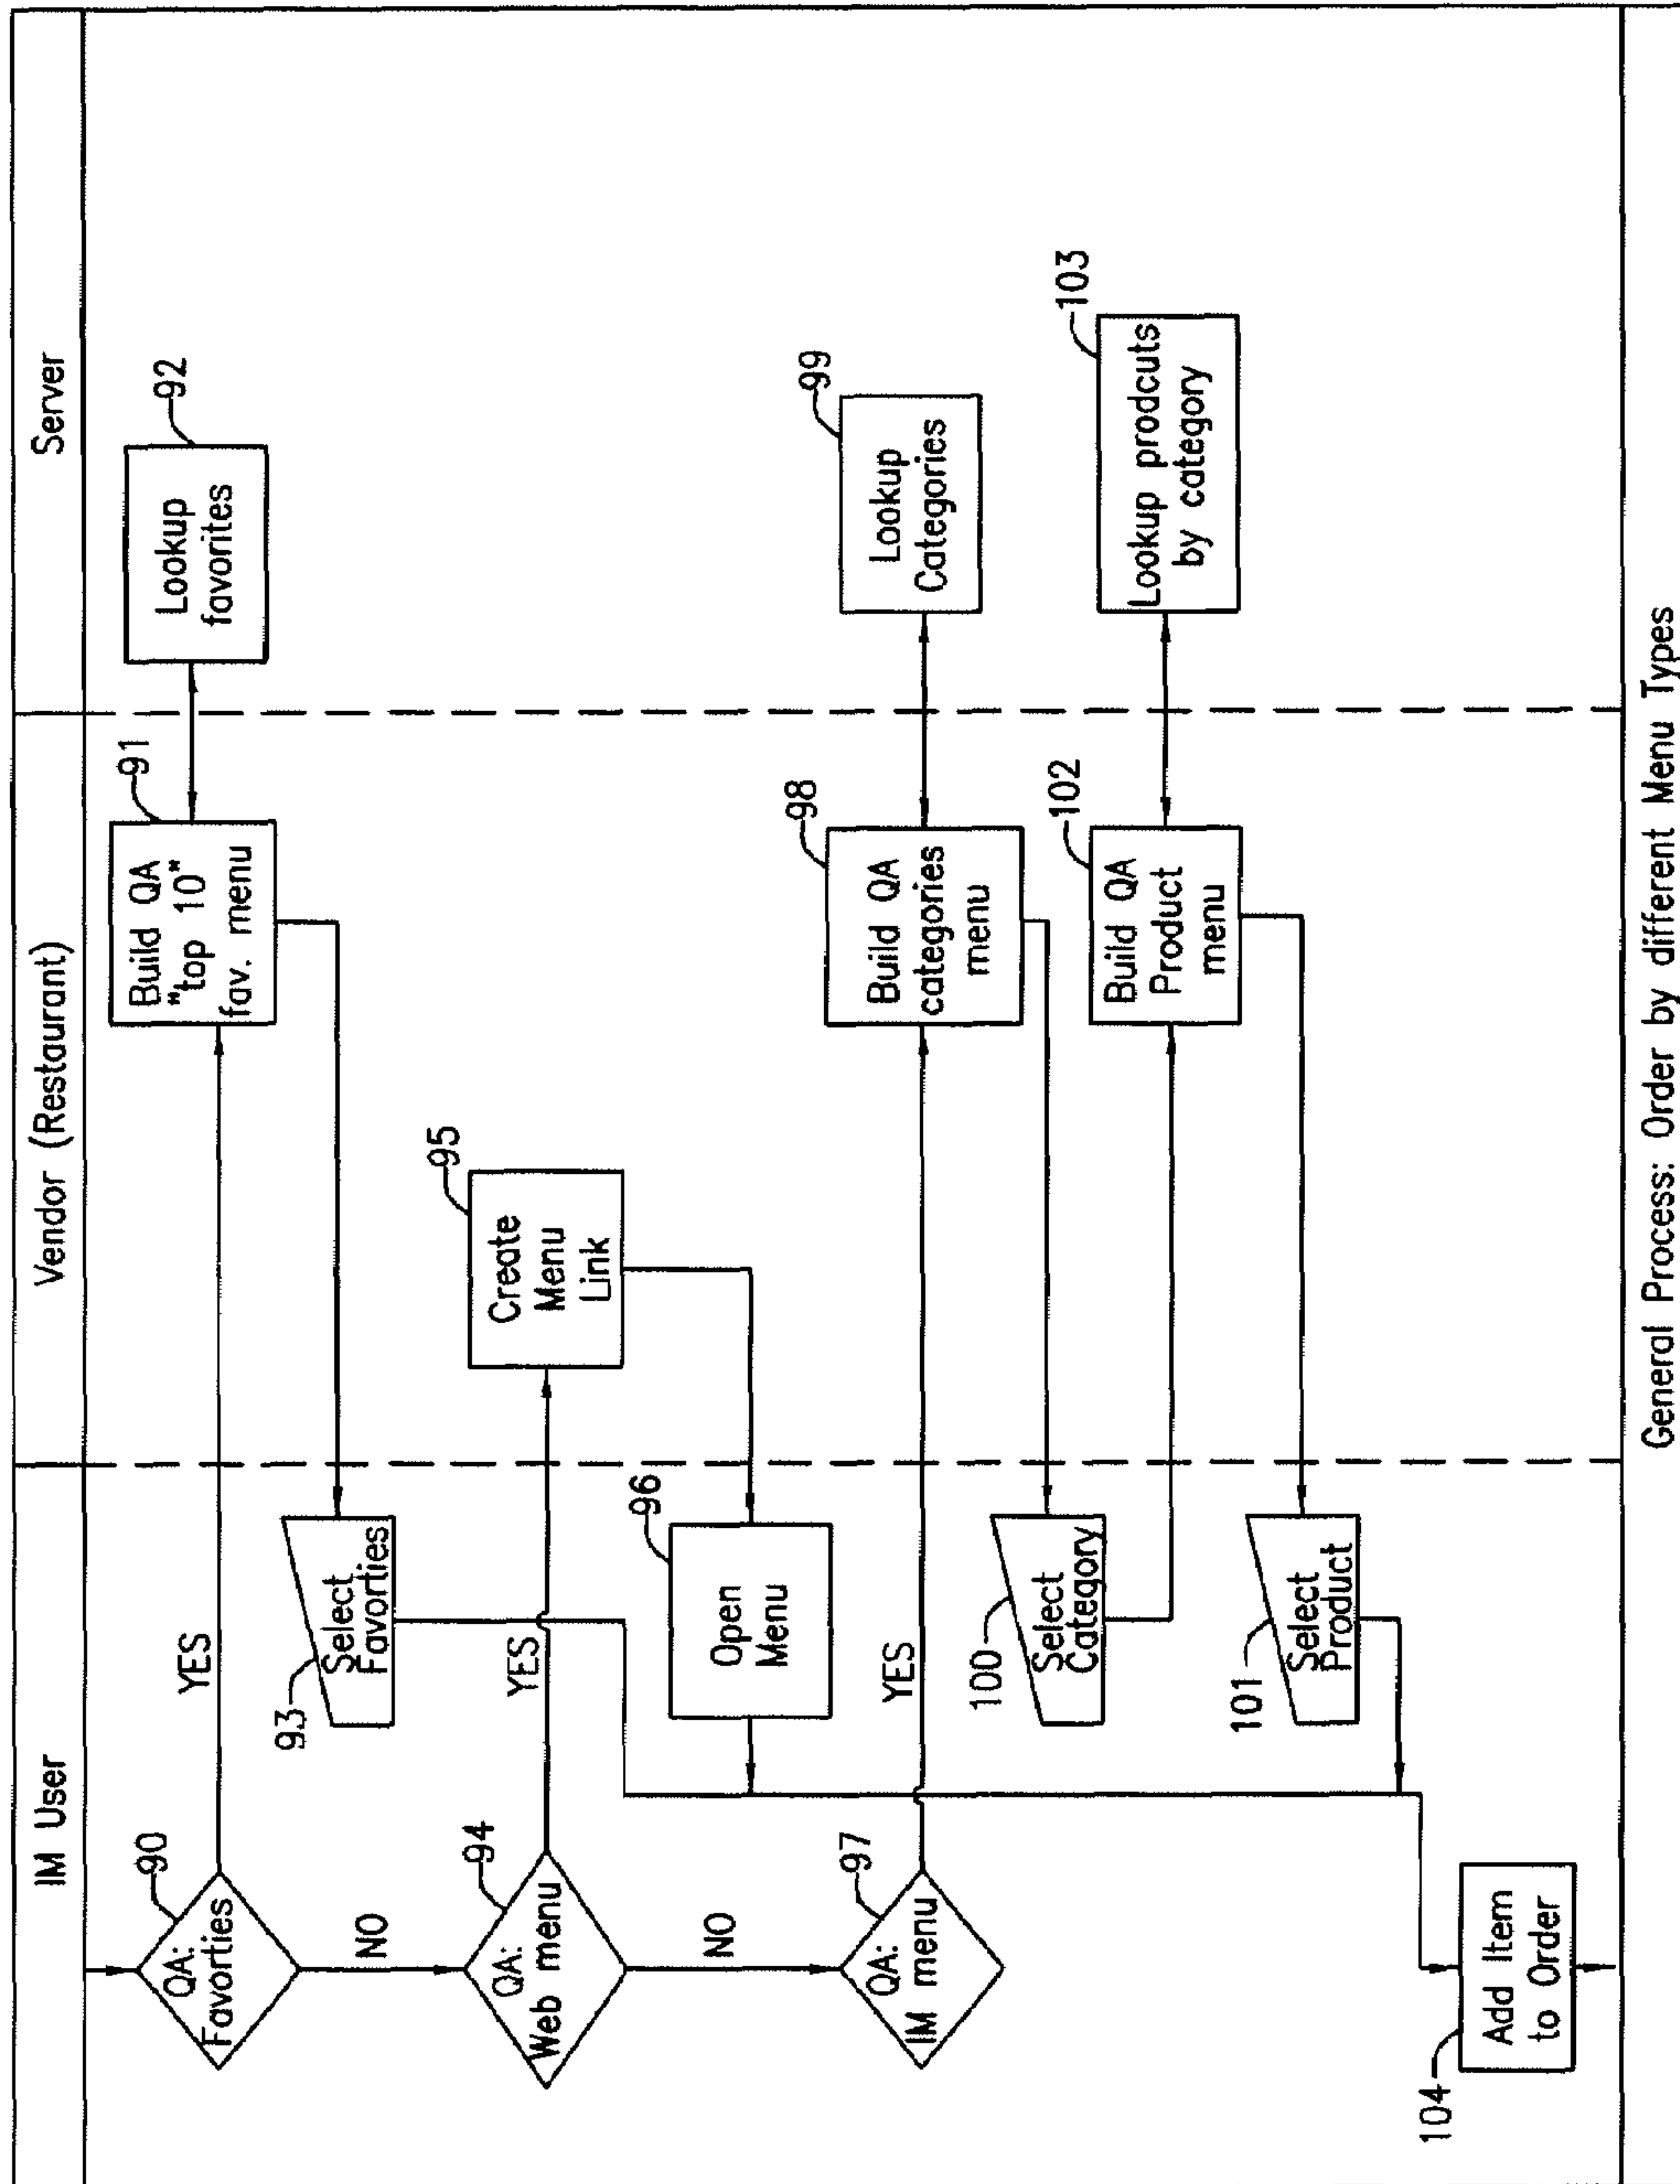 IM User
Vendor (Restaurant)
Server
QA:
Favorties
90
YES
NO
Build QA
"top 10"
fav. menu
91
Lookup
favorites
92
Select
Favorties
93
QA:
Web menu
94
YES
NO
Create
Menu
Link
95
Open
Menu
96
QA:
IM menu
97
YES
Build QA
categories
menu
98
Lookup
Categories
99
Select
Category
100
Build QA
Product
menu
102
Lookup prodcuts
by category
103
Select
Product
101
Add Item
to Order
104
General Process: Order by different Menu Types